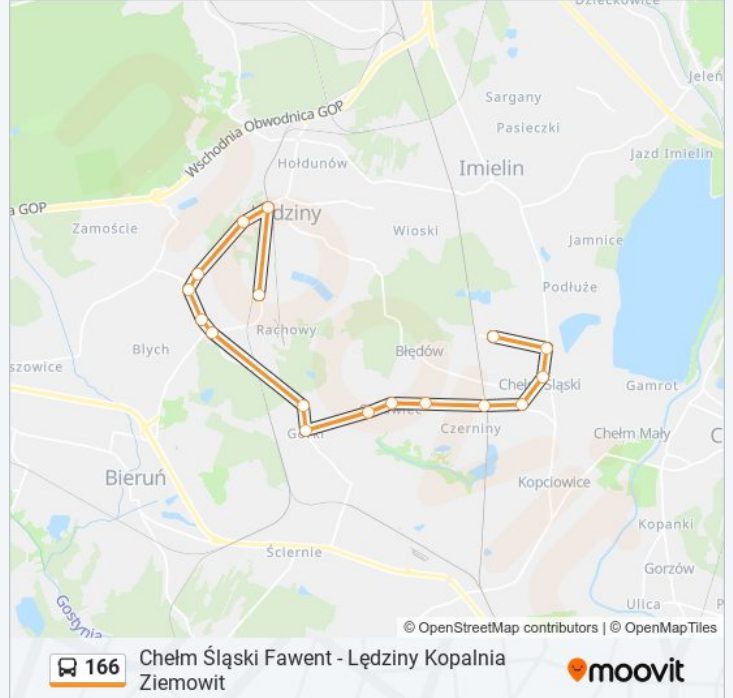 Dziećkowice
Jeleń
Sargany
Pasieczki
Wschodnia Obwodnica GOP
Hołdunów
Imielin
Jazd Imielin
a GOP
Zamoście
lędziny
Wioski
Jamnice
Podłuże
Rachowy
Blych
Błędów
szowice
Chełm Śląski
Gamrot
Czerniny
Górki
Chełm Mały
C
Bieruń
Kopciowice
Kopanki
Ściernie
Gorzów
Gostynia
Ulica
P
© OpenStreetMap contributors | © OpenMapTiles
166
Chełm Śląski Fawent - Lędziny Kopalnia
Ziemowit
moovit